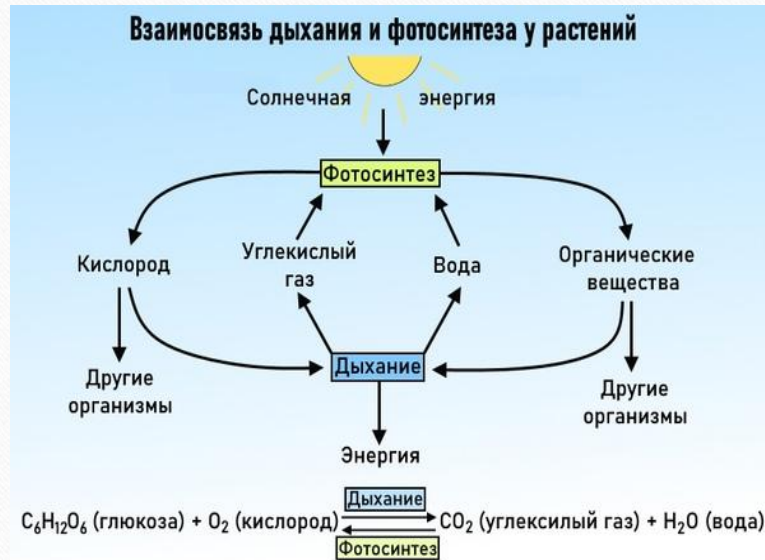 Взаимосвязь дыхания и фотосинтеза у растений
Солнечная энергия
Фотосинтез
Кислород
Углекислый
газ
Вода
Органические
вещества
Дыхание
Другие
организмы
Другие
организмы
Энергия
Дыхание
C₆H₁₂O₆ (глюкоза) + O₂ (кислород) CO₂ (углексилый газ) + H₂O (вода)
Фотосинтез